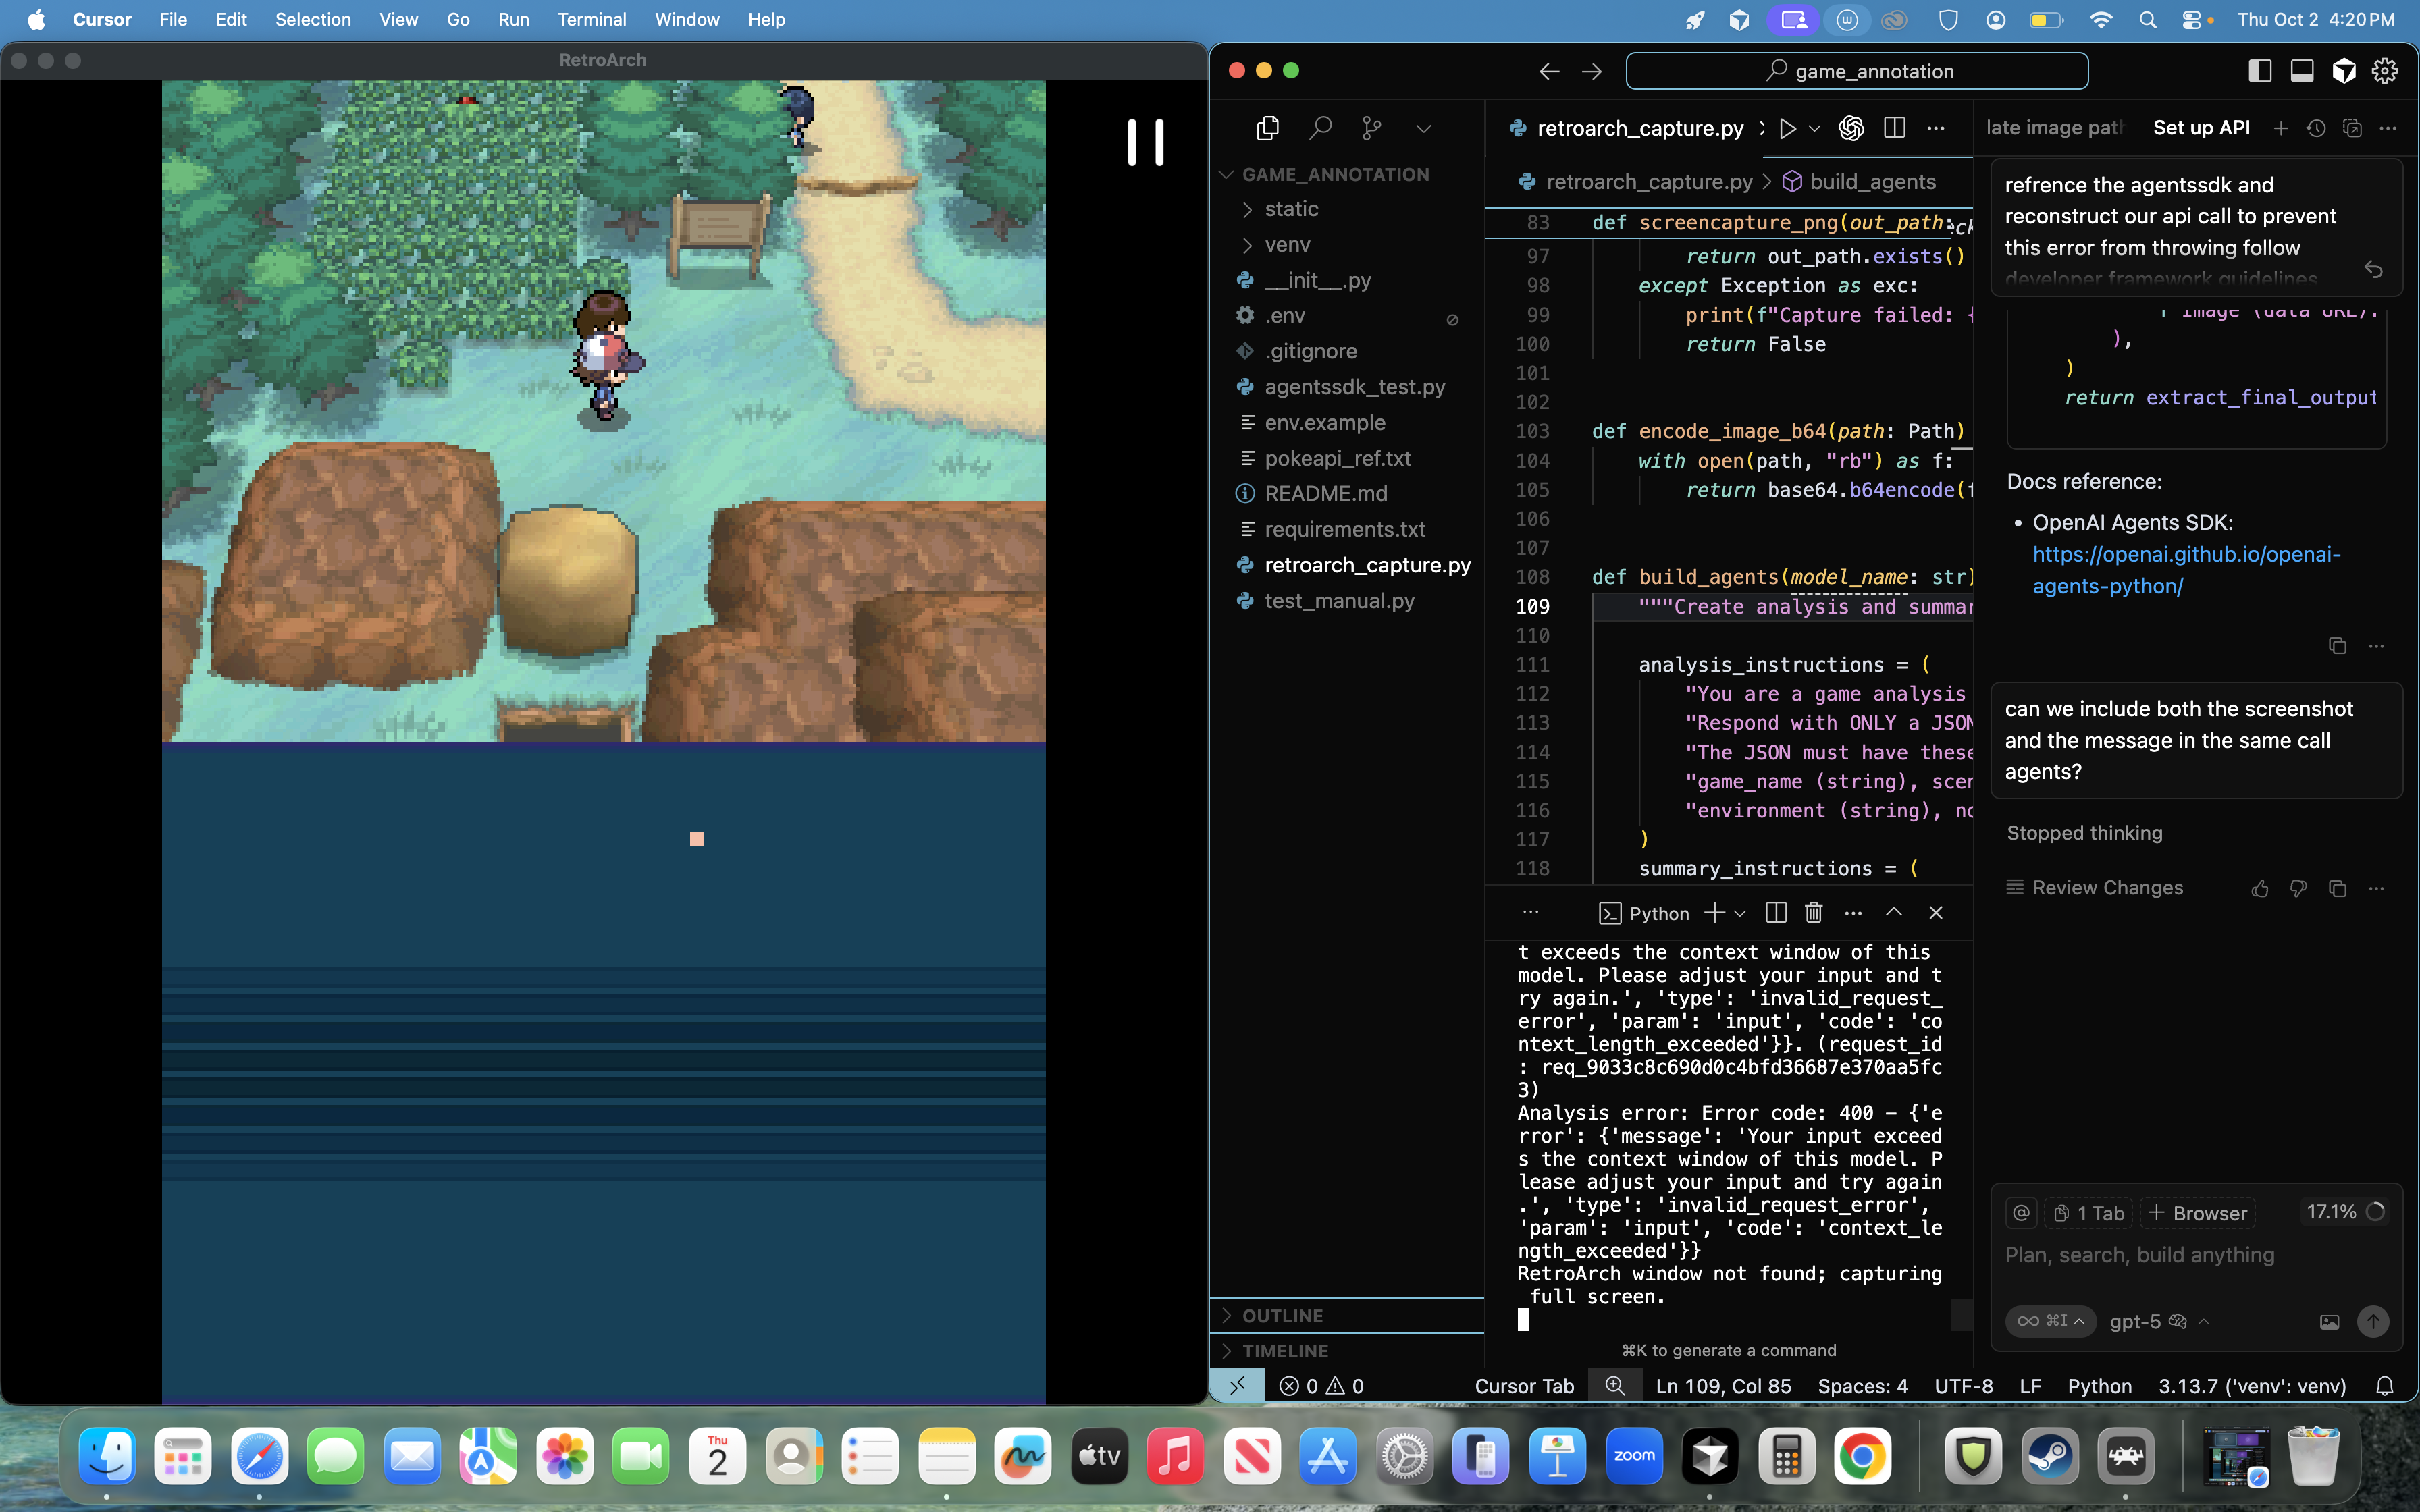 Cursor File Edit Selection View Go Run Terminal Window Help
Thu Oct 2 4:20 PM
RetroArch
game_annotation
GAME_ANNOTATION
static
venv
__init__.py
.env
.gitignore
agentssdk_test.py
env.example
pokeapi_ref.txt
README.md
requirements.txt
retroarch_capture.py
test_manual.py
OUTLINE
TIMELINE
retroarch_capture.py
retroarch_capture.py > build_agents
83 def screencapture_png(out_path:
97 return out_path.exists()
98 except Exception as exc:
99 print(f"Capture failed: {
100 return False
101
102
103 def encode_image_b64(path: Path)
104 with open(path, "rb") as f:
105 return base64.b64encode(f
106
107
108 def build_agents(model_name: str)
109 """Create analysis and summar
110
111 analysis_instructions = (
112 "You are a game analysis
113 "Respond with ONLY a JSON
114 "The JSON must have these
115 "game_name (string), scen
116 "environment (string), no
117 )
118 summary_instructions = (
Python
t exceeds the context window of this
model. Please adjust your input and t
ry again.', 'type': 'invalid_request_
error', 'param': 'input', 'code': 'co
ntext_length_exceeded'}}. (request_id
: req_9033c8c690d0c4bfd36687e370aa5fc
3)
Analysis error: Error code: 400 - {'e
rror': {'message': 'Your input exceed
s the context window of this model. P
lease adjust your input and try again
.', 'type': 'invalid_request_error',
'param': 'input', 'code': 'context_le
ngth_exceeded'}}
RetroArch window not found; capturing
full screen.
⌘K to generate a command
late image path
Set up API
refrence the agentssdk and
reconstruct our api call to prevent
this error from throwing follow
developer framework guidelines
f"Image (data URL):
),
)
return extract_final_output
Docs reference:
• OpenAI Agents SDK:
https://openai.github.io/openai-
agents-python/
can we include both the screenshot
and the message in the same call
agents?
Stopped thinking
Review Changes
@ 1 Tab + Browser 17.1%
Plan, search, build anything
∞ ⌘I gpt-5
0 0 Cursor Tab Ln 109, Col 85 Spaces: 4 UTF-8 LF Python 3.13.7 ('venv': venv)
Thu
2
tv
zoom